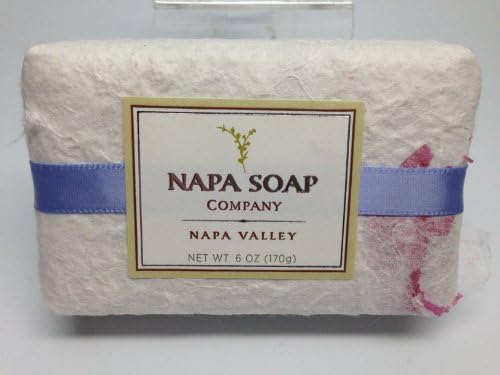 NAPA SOAP
COMPANY
NAPA VALLEY
NET WT. 6 OZ (170g)